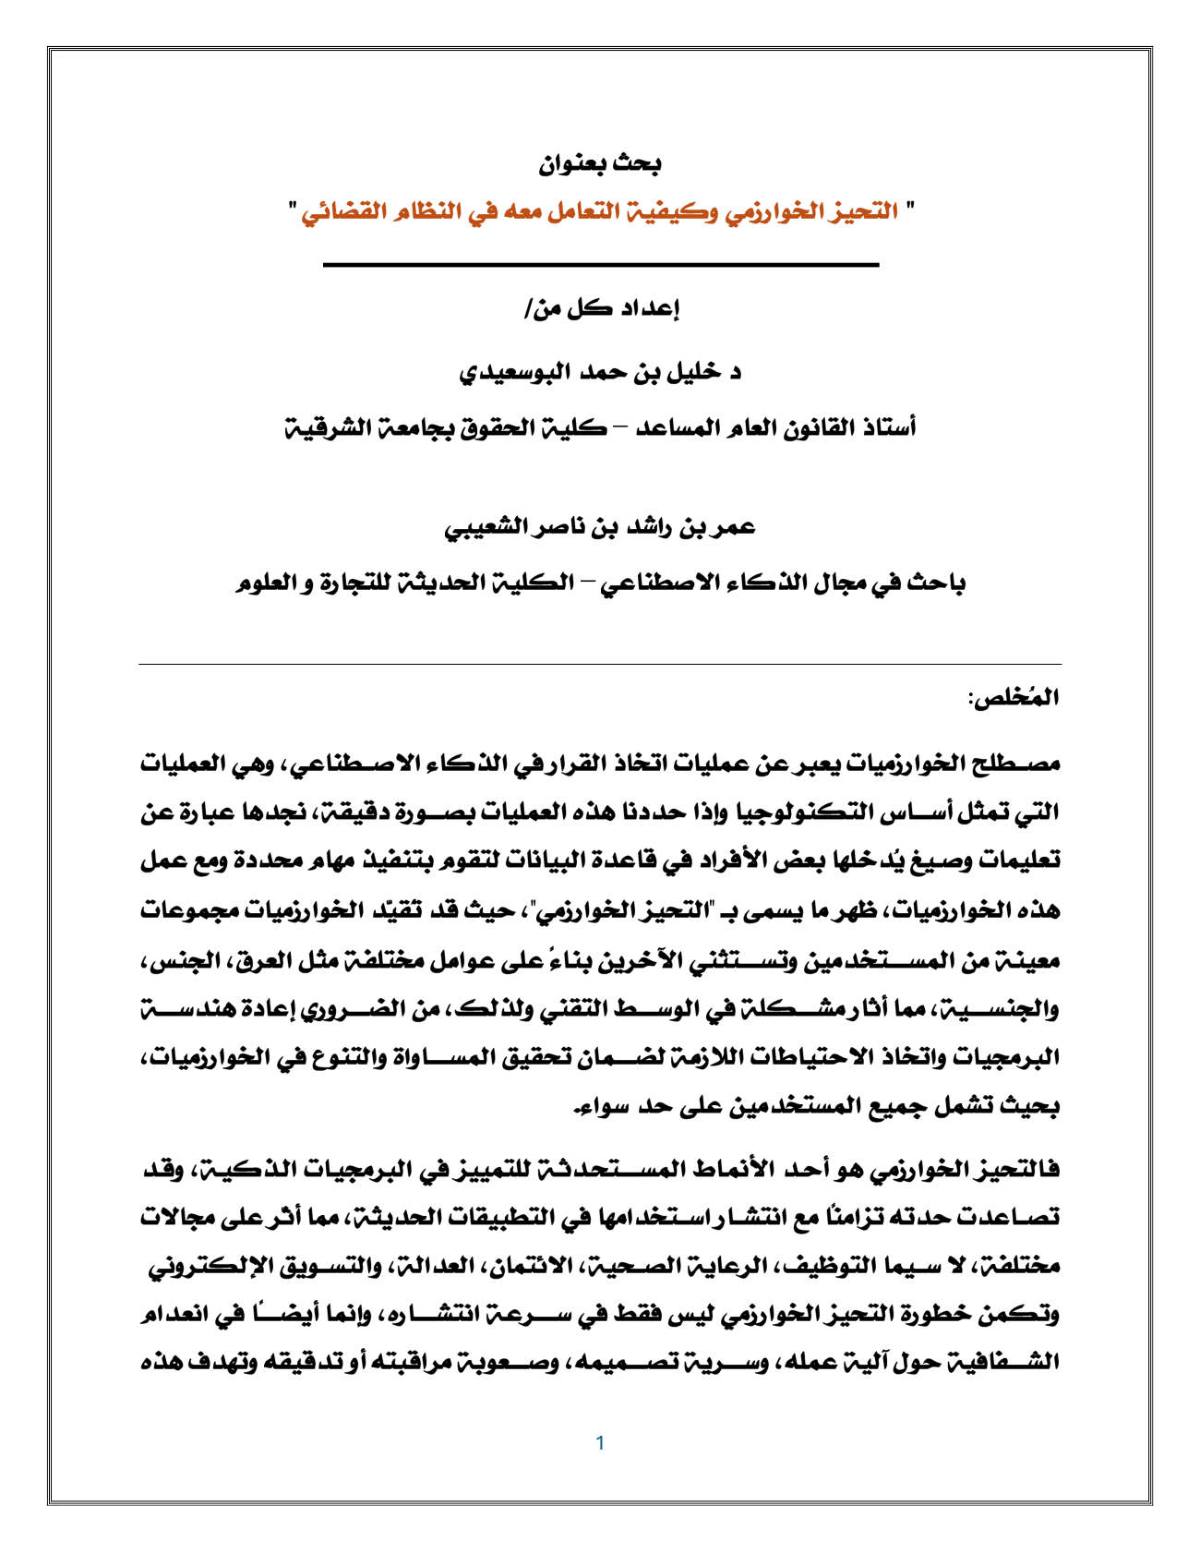 بحث بعنوان
" التحيز الخوارزمي وكيفية التعامل معه في النظام القضائي "
إعداد كل من/
د خليل بن حمد البوسعيدي
أستاذ القانون العام المساعد – كلية الحقوق بجامعة الشرقية
عمر بن راشد بن ناصر الشعيبي
باحث في مجال الذكاء الاصطناعي – الكلية الحديثة للتجارة و العلوم
المُخلص:
مصطلح الخوارزميات يعبر عن عمليات اتخاذ القرار في الذكاء الاصطناعي، وهي العمليات
التي تمثل أساس التكنولوجيا وإذا حددنا هذه العمليات بصورة دقيقة، نجدها عبارة عن
تعليمات وصيغ يُدخلها بعض الأفراد في قاعدة البيانات لتقوم بتنفيذ مهام محددة ومع عمل
هذه الخوارزميات، ظهر ما يسمى بـ "التحيز الخوارزمي"، حيث قد تقيّد الخوارزميات مجموعات
معينة من المستخدمين وتستثني الآخرين بناءً على عوامل مختلفة مثل العرق، الجنس،
والجنسية، مما أثار مشكلة في الوسط التقني ولذلك، من الضروري إعادة هندسة
البرمجيات واتخاذ الاحتياطات اللازمة لضمان تحقيق المساواة والتنوع في الخوارزميات،
بحيث تشمل جميع المستخدمين على حد سواء.
فالتحيز الخوارزمي هو أحد الأنماط المستحدثة للتمييز في البرمجيات الذكية، وقد
تصاعدت حدته تزامنًا مع انتشار استخدامها في التطبيقات الحديثة، مما أثر على مجالات
مختلفة، لا سيما التوظيف، الرعاية الصحية، الائتمان، العدالة، والتسويق الإلكتروني
وتكمن خطورة التحيز الخوارزمي ليس فقط في سرعة انتشاره، وإنما أيضًا في انعدام
الشفافية حول آلية عمله، وسرية تصميمه، وصعوبة مراقبته أو تدقيقه وتهدف هذه
1